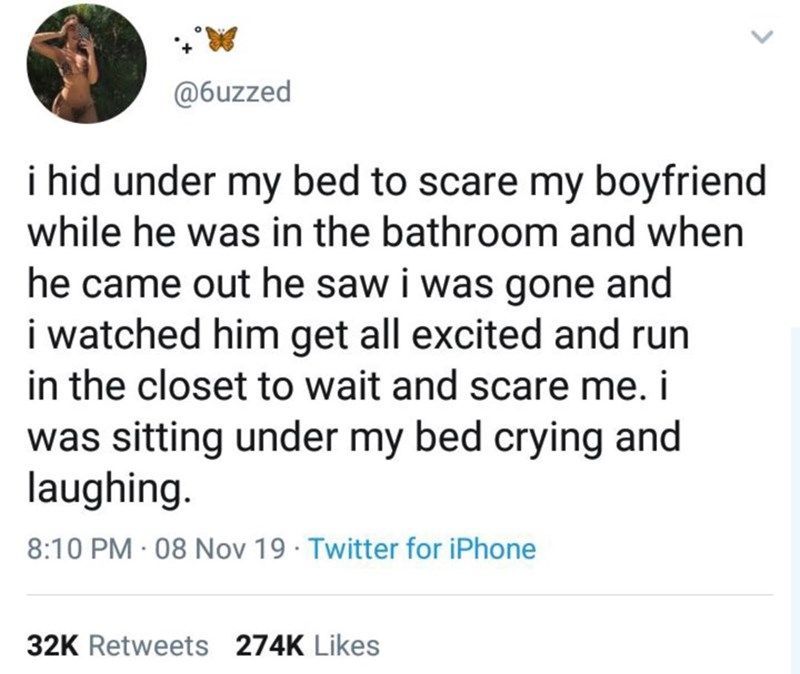 @6uzzed
i hid under my bed to scare my boyfriend
while he was in the bathroom and when
he came out he saw i was gone and
i watched him get all excited and run
in the closet to wait and scare me. i
was sitting under my bed crying and
laughing.
8:10 PM · 08 Nov 19 · Twitter for iPhone
32K Retweets 274K Likes